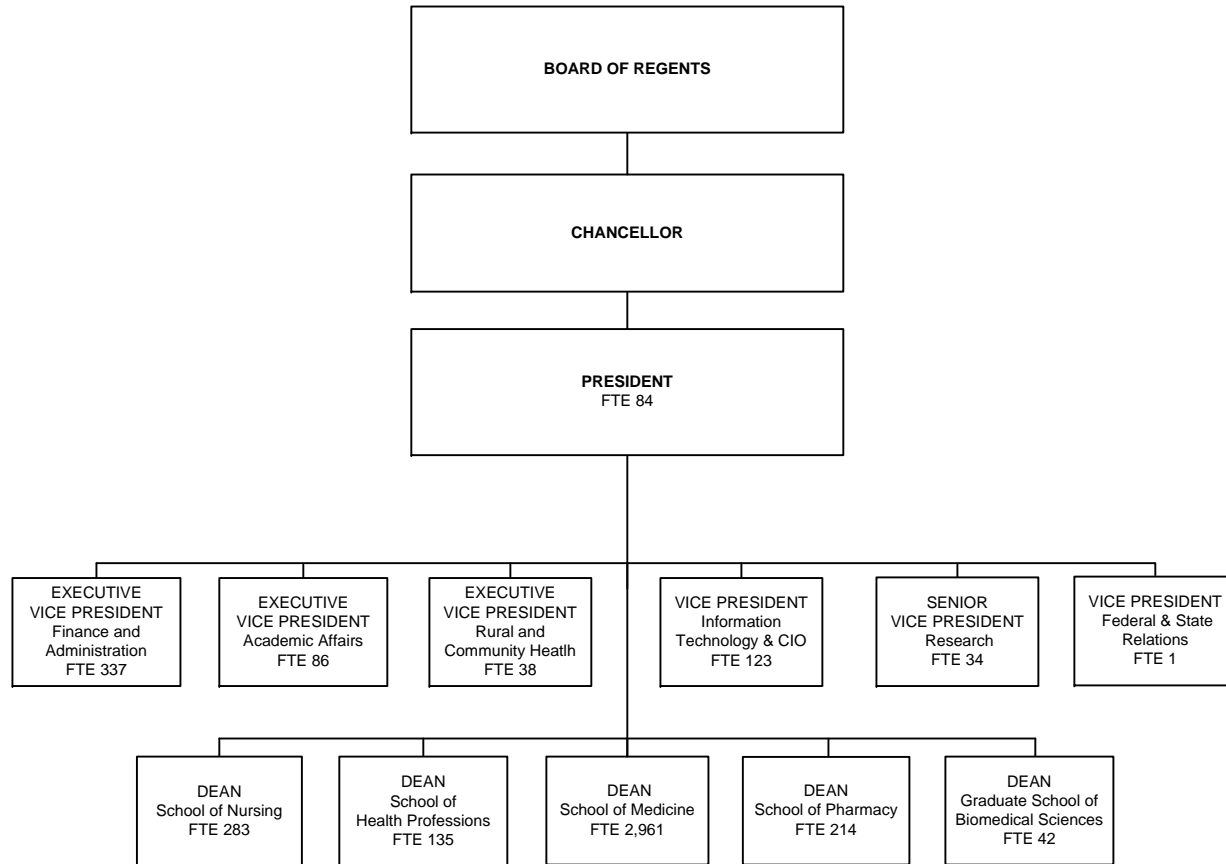 BOARD OF REGENTS
CHANCELLOR
PRESIDENT
FTE 84
EXECUTIVE
VICE PRESIDENT
Finance and
Administration
FTE 337
EXECUTIVE
VICE PRESIDENT
Academic Affairs
FTE 86
EXECUTIVE
VICE PRESIDENT
Rural and
Community Heatlh
FTE 38
VICE PRESIDENT
Information
Technology & CIO
FTE 123
SENIOR
VICE PRESIDENT
Research
FTE 34
VICE PRESIDENT
Federal & State
Relations
FTE 1
DEAN
School of Nursing
FTE 283
DEAN
School of
Health Professions
FTE 135
DEAN
School of Medicine
FTE 2,961
DEAN
School of Pharmacy
FTE 214
DEAN
Graduate School of
Biomedical Sciences
FTE 42